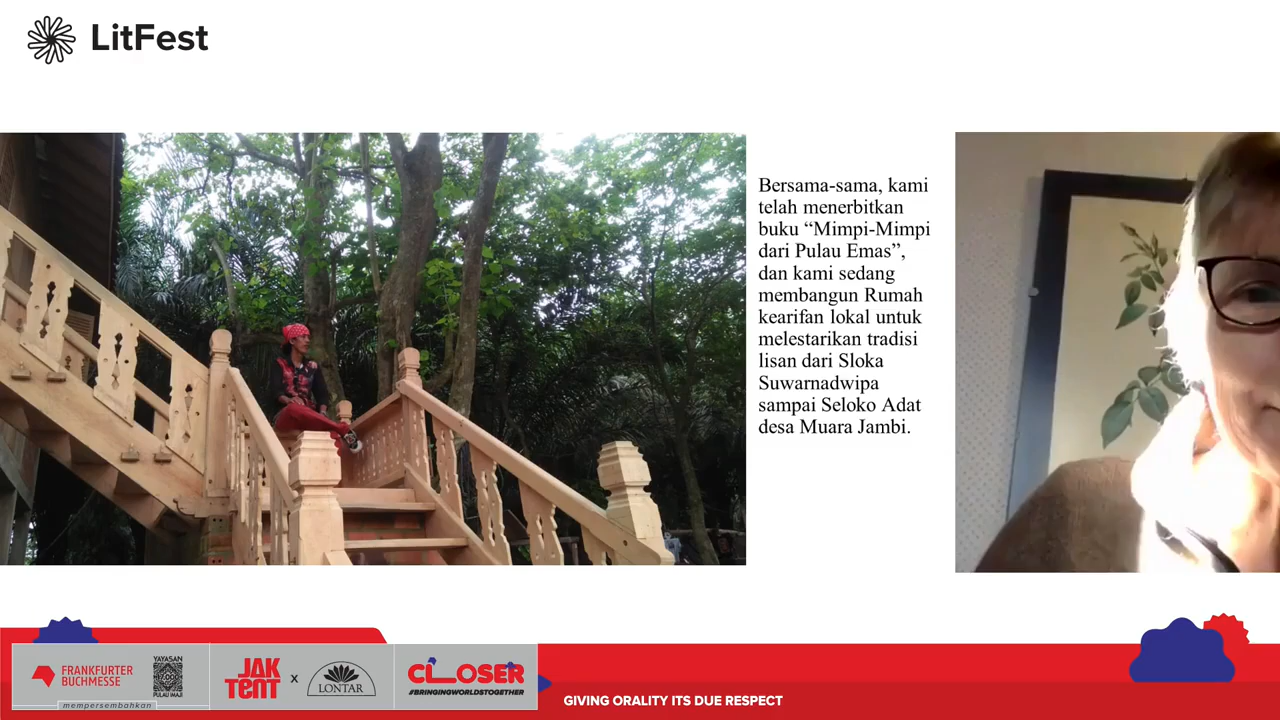 LitFest
Bersama-sama, kami
telah menerbitkan
buku “Mimpi-Mimpi
dari Pulau Emas”,
dan kami sedang
membangun Rumah
kearifan lokal untuk
melestarikan tradisi
lisan dari Sloka
Suwarnadwipa
sampai Seloko Adat
desa Muara Jambi.
FRANKFURTER
BUCHMESSE
YAYASAN
17.000
PULAU IMAJI
mempersembahkan
JAK
TENT
x
LONTAR
CLOSER
#BRINGINGWORLDSTOGETHER
GIVING ORALITY ITS DUE RESPECT